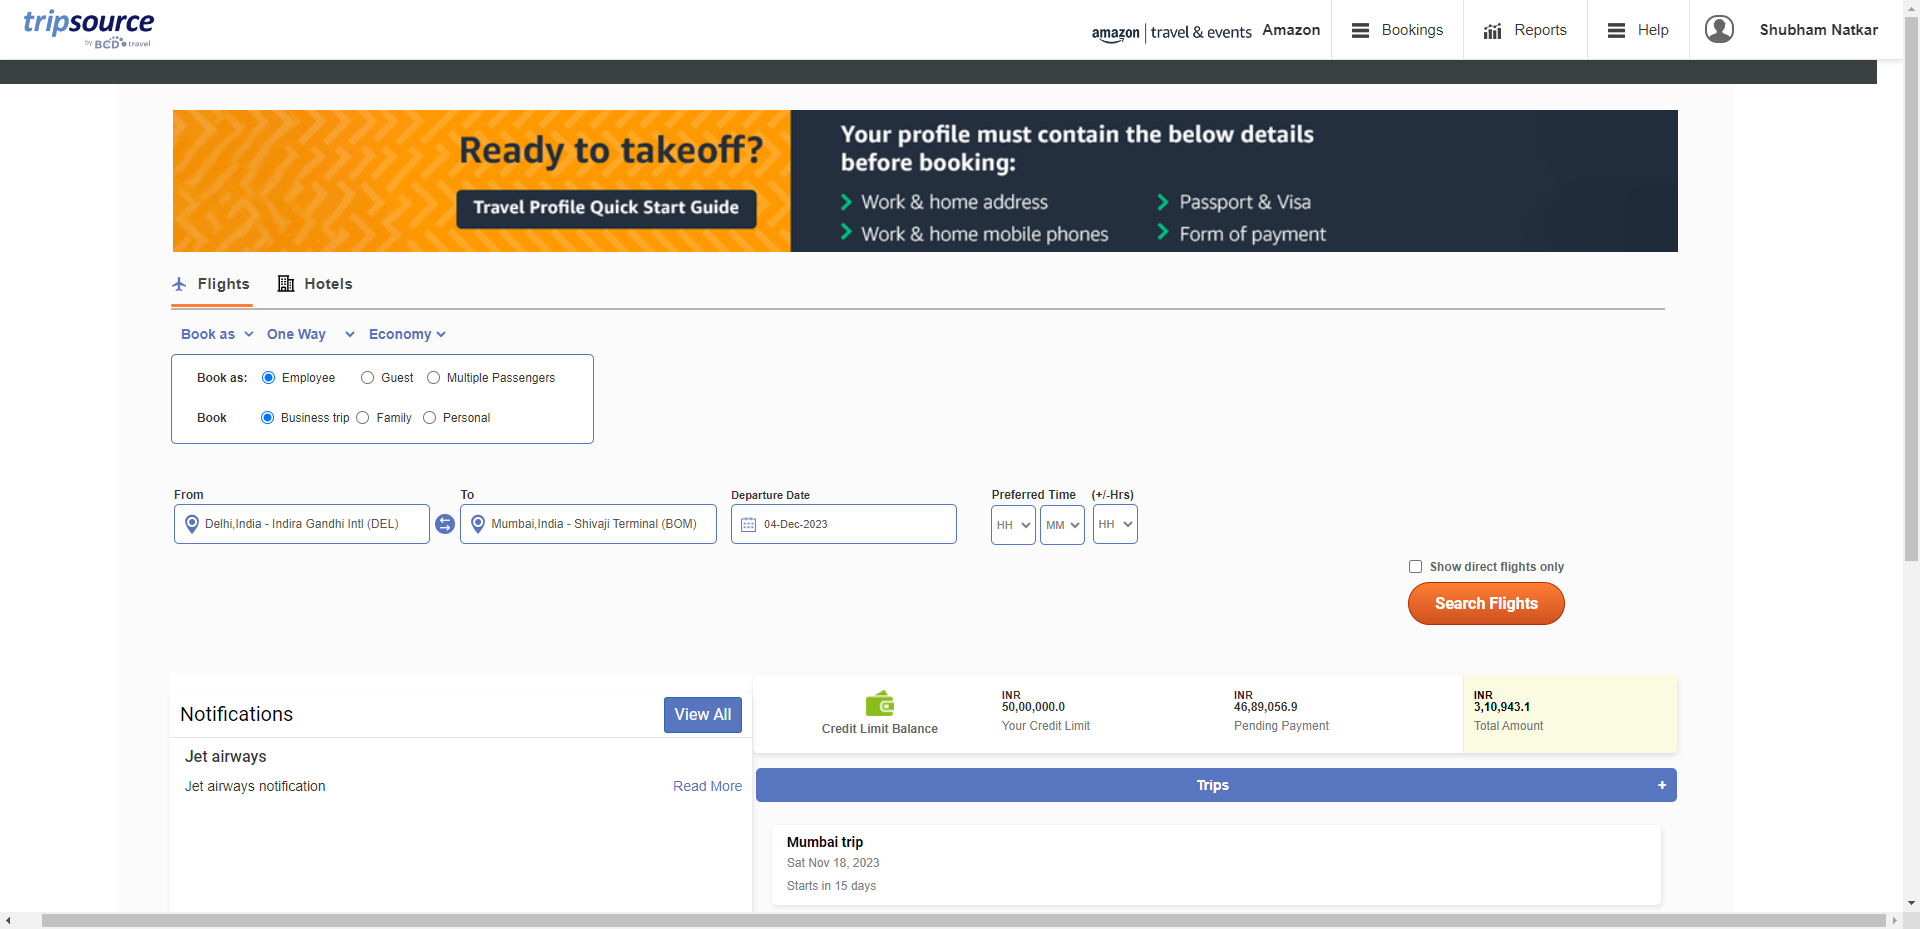 tripsource
by BCD travel
amazon | travel & events Amazon
Bookings
Reports
Help
Shubham Natkar
Ready to takeoff?
Travel Profile Quick Start Guide
Your profile must contain the below details
before booking:
Work & home address
Passport & Visa
Work & home mobile phones
Form of payment
Flights
Hotels
Book as
One Way
Economy
Book as: Employee Guest Multiple Passengers
Book Business trip Family Personal
From
To
Departure Date
Preferred Time
(+/-Hrs)
Delhi,India - Indira Gandhi Intl (DEL)
Mumbai,India - Shivaji Terminal (BOM)
04-Dec-2023
HH
MM
HH
Show direct flights only
Search Flights
Notifications
View All
Jet airways
Jet airways notification
Read More
Credit Limit Balance
INR
50,00,000.0
Your Credit Limit
INR
46,89,056.9
Pending Payment
INR
3,10,943.1
Total Amount
Trips +
Mumbai trip
Sat Nov 18, 2023
Starts in 15 days